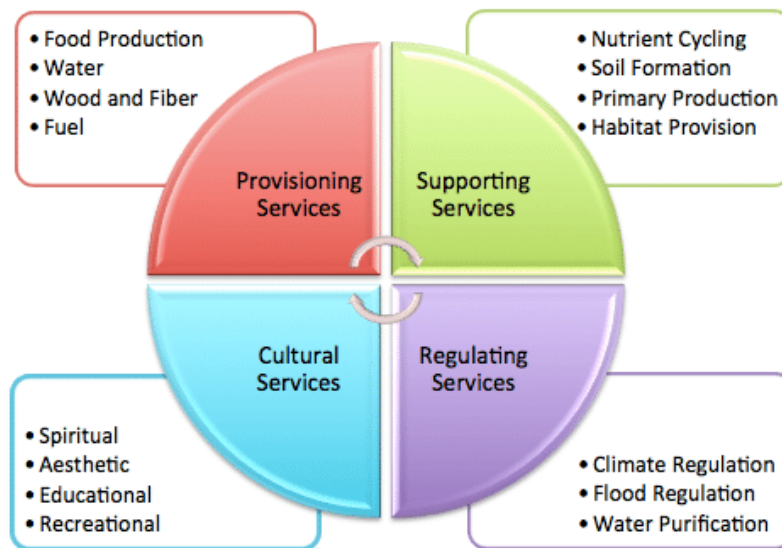 • Food Production
• Water
• Wood and Fiber
• Fuel
• Nutrient Cycling
• Soil Formation
• Primary Production
• Habitat Provision
Provisioning
Services
Supporting
Services
Cultural
Services
Regulating
Services
• Spiritual
• Aesthetic
• Educational
• Recreational
• Climate Regulation
• Flood Regulation
• Water Purification